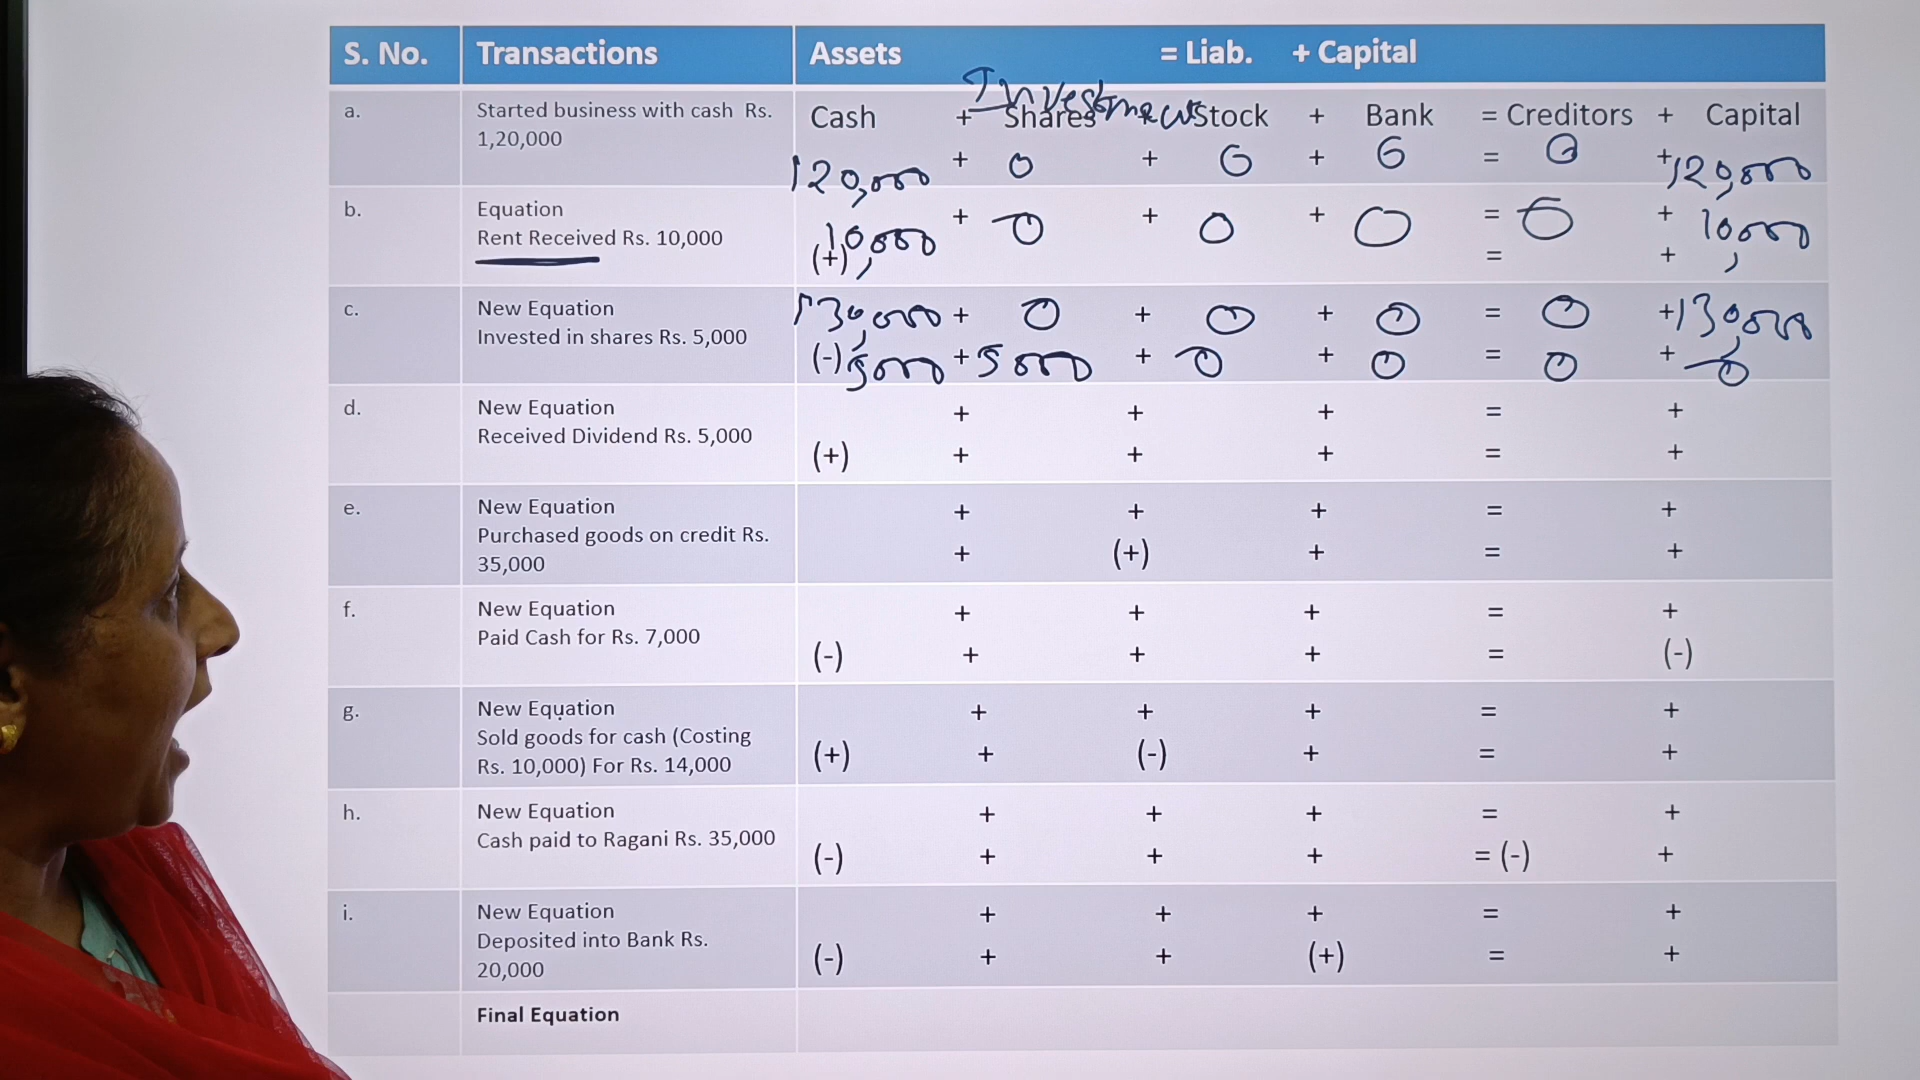 S. No. Transactions Assets = Liab. + Capital
Investment
a. Started business with cash Rs. Cash + Shares + Stock + Bank = Creditors + Capital
1,20,000 120,000 + 0 + 0 + 0 = 0 + 120,000
b. Equation 10,000 + 0 + 0 + 0 = 0 + 10,000
Rent Received Rs. 10,000 (+) = +
c. New Equation 130,000 + 0 + 0 + 0 = 0 + 130,000
Invested in shares Rs. 5,000 (-) 5000 + 5000 + 0 + 0 = 0 + 0
d. New Equation + + + = +
Received Dividend Rs. 5,000 (+) + + + = +
e. New Equation + + + = +
Purchased goods on credit Rs. + (+) + = +
35,000
f. New Equation + + + = +
Paid Cash for Rs. 7,000 (-) + + + = (-)
g. New Equation + + + = +
Sold goods for cash (Costing (+) + (-) + = +
Rs. 10,000) For Rs. 14,000
h. New Equation + + + = +
Cash paid to Ragani Rs. 35,000 (-) + + + = (-) +
i. New Equation + + + = +
Deposited into Bank Rs. (-) + + (+) = +
20,000
Final Equation